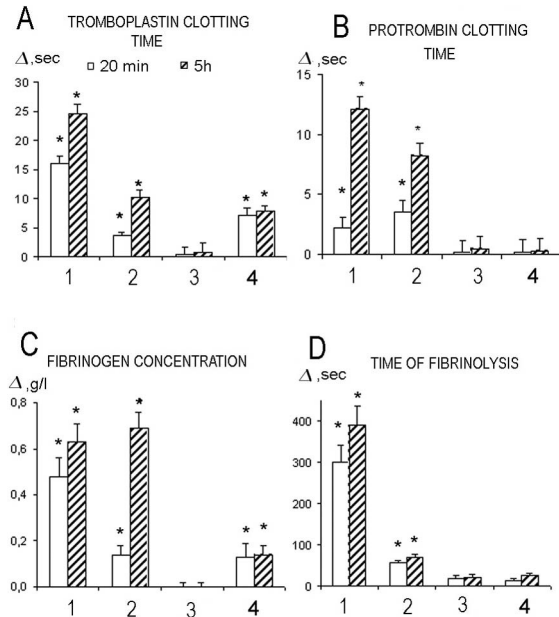 A
TROMBOPLASTIN CLOTTING
TIME
Δ,sec
20 min 5h
30
25
20
15
10
5
0
* * * * * *
1 2 3 4
B
PROTROMBIN CLOTTING
TIME
Δ,sec
15
10
5
0
* * * *
1 2 3 4
C
FIBRINOGEN CONCENTRATION
Δ,g/l
0,8
0,6
0,4
0,2
0,0
* * * * * *
1 2 3 4
D
TIME OF FIBRINOLYSIS
Δ,sec
400
300
200
100
0
* * * *
1 2 3 4